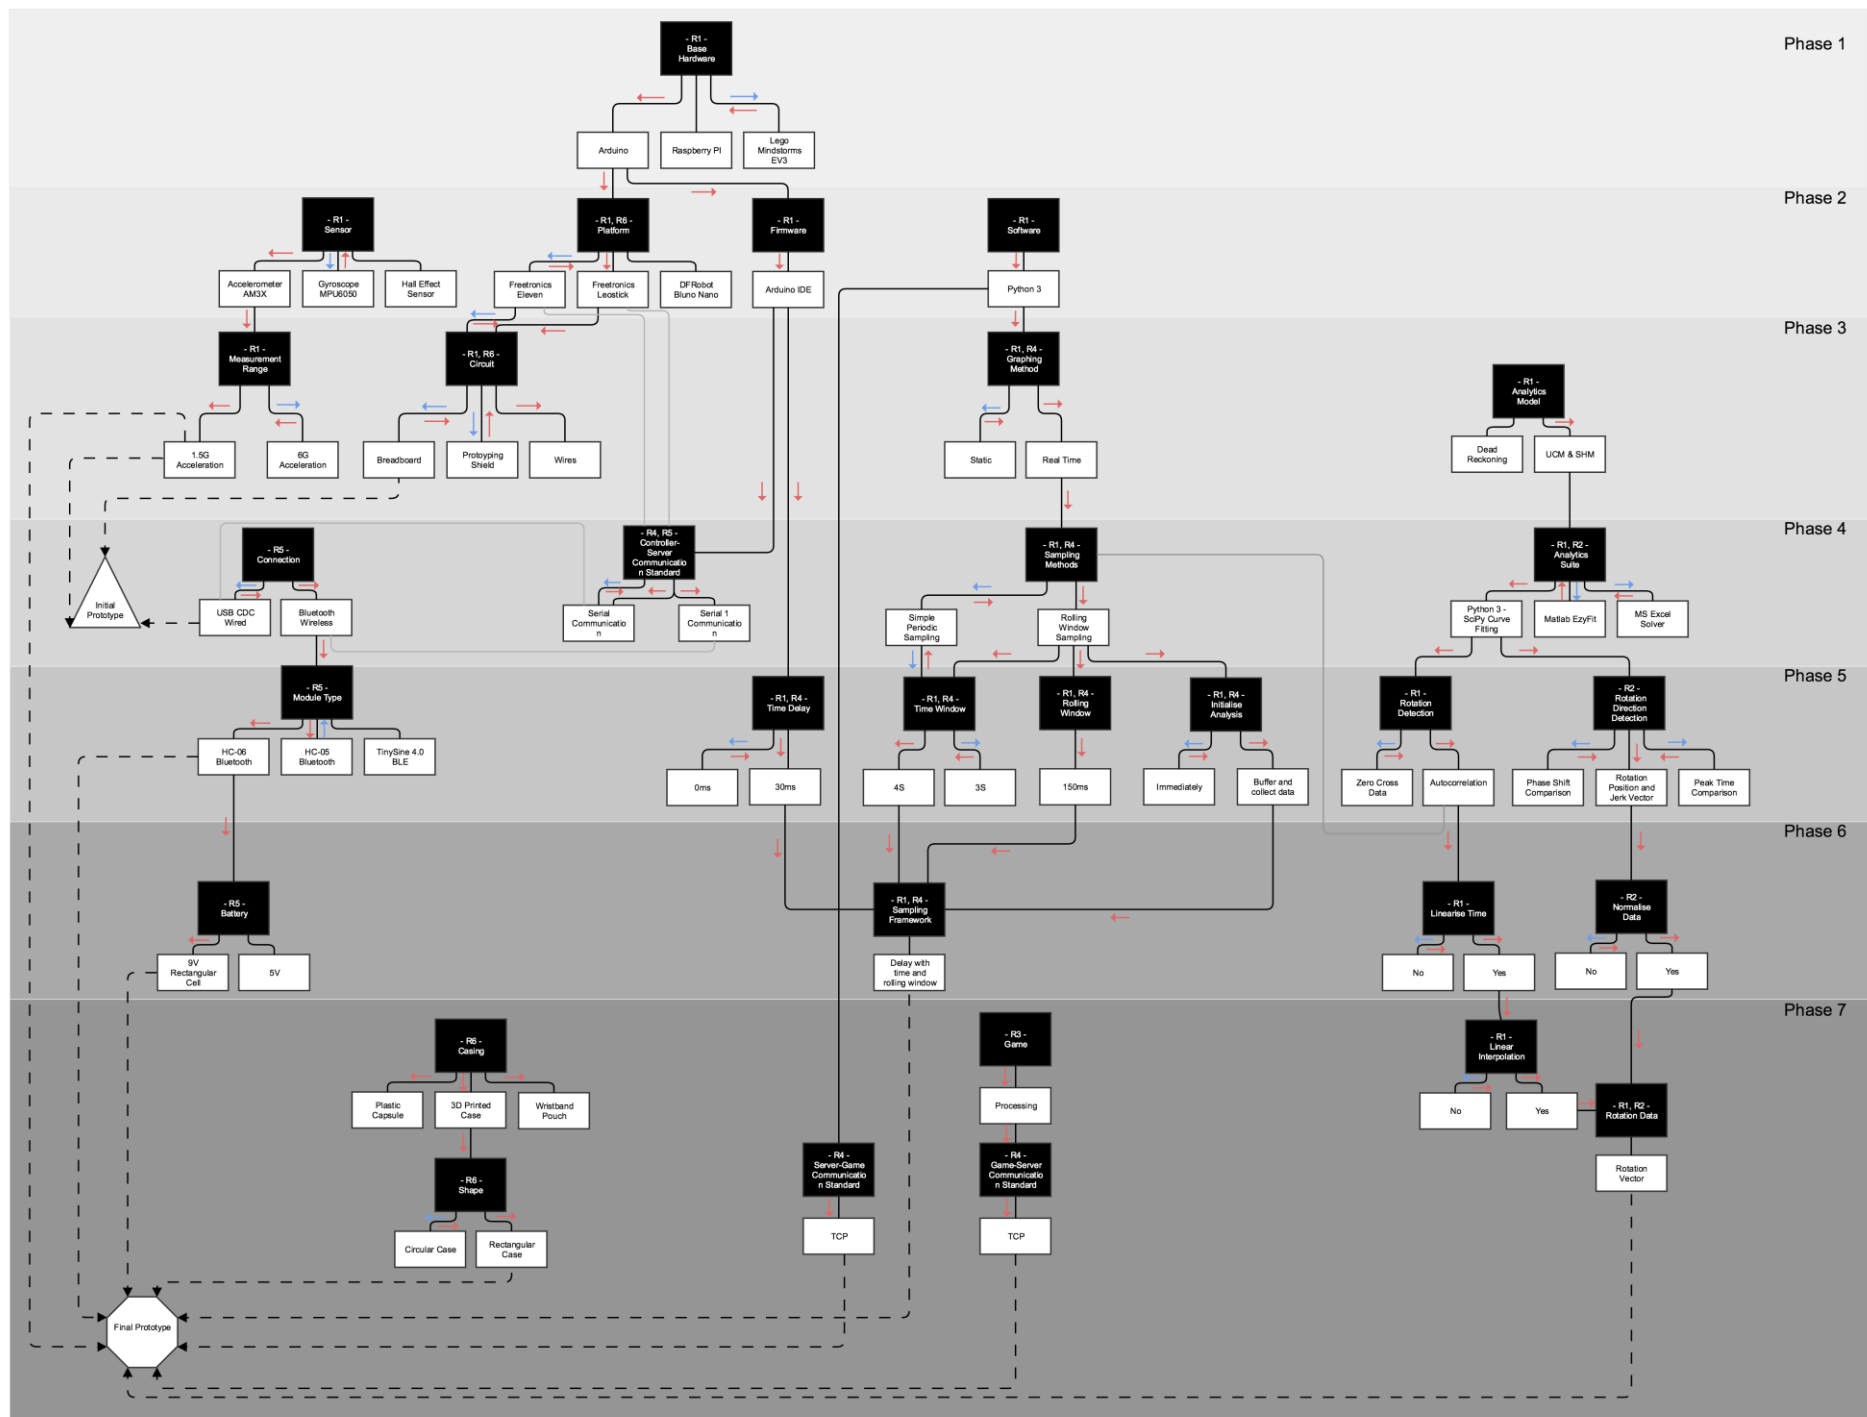 Phase 1
- R1 -
Base
Hardware
Arduino
Raspberry PI
Lego
Mindstorms
EV3
Phase 2
- R1 -
Sensor
- R1, R6 -
Platform
- R1 -
Firmware
- R1 -
Software
Accelerometer
AM3X
Gyroscope
MPU6050
Hall Effect
Sensor
Freetronics
Eleven
Freetronics
Leostick
DFRobot
Bluno Nano
Arduino IDE
Python 3
Phase 3
- R1 -
Measurement
Range
- R1, R6 -
Circuit
- R1, R4 -
Graphing
Method
- R1 -
Analytics
Model
1.5G
Acceleration
6G
Acceleration
Breadboard
Protoyping
Shield
Wires
Static
Real Time
Dead
Reckoning
UCM & SHM
Phase 4
- R5 -
Connection
- R4, R5 -
Controller-
Server
Communicatio
n Standard
- R1, R4 -
Sampling
Methods
- R1, R2 -
Analytics
Suite
Initial
Prototype
USB CDC
Wired
Bluetooth
Wireless
Serial
Communicatio
n
Serial 1
Communicatio
n
Simple
Periodic
Sampling
Rolling
Window
Sampling
Python 3 -
SciPy Curve
Fitting
Matlab EzyFit
MS Excel
Solver
Phase 5
- R5 -
Module Type
- R1, R4 -
Time Delay
- R1, R4 -
Time Window
- R1, R4 -
Rolling
Window
- R1, R4 -
Initialise
Analysis
- R1 -
Rotation
Detection
- R2 -
Rotation
Direction
Detection
HC-06
Bluetooth
HC-05
Bluetooth
TinySine 4.0
BLE
0ms
30ms
4S
3S
150ms
Immediately
Buffer and
collect data
Zero Cross
Data
Autocorrelation
Phase Shift
Comparison
Rotation
Position and
Jerk Vector
Peak Time
Comparison
Phase 6
- R5 -
Battery
- R1, R4 -
Sampling
Framework
- R1 -
Linearise Time
- R2 -
Normalise
Data
9V
Rectangular
Cell
5V
Delay with
time and
rolling window
No
Yes
No
Yes
Phase 7
- R6 -
Casing
- R3 -
Game
- R1 -
Linear
Interpolation
Plastic
Capsule
3D Printed
Case
Wristband
Pouch
Processing
No
Yes
- R1, R2 -
Rotation Data
- R6 -
Shape
- R4 -
Server-Game
Communicatio
n Standard
- R4 -
Game-Server
Communicatio
n Standard
Rotation
Vector
Circular Case
Rectangular
Case
TCP
TCP
Final Prototype